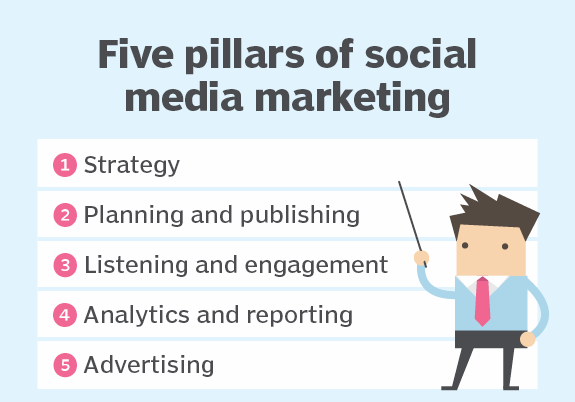 Five pillars of social
media marketing
1 Strategy
2 Planning and publishing
3 Listening and engagement
4 Analytics and reporting
5 Advertising